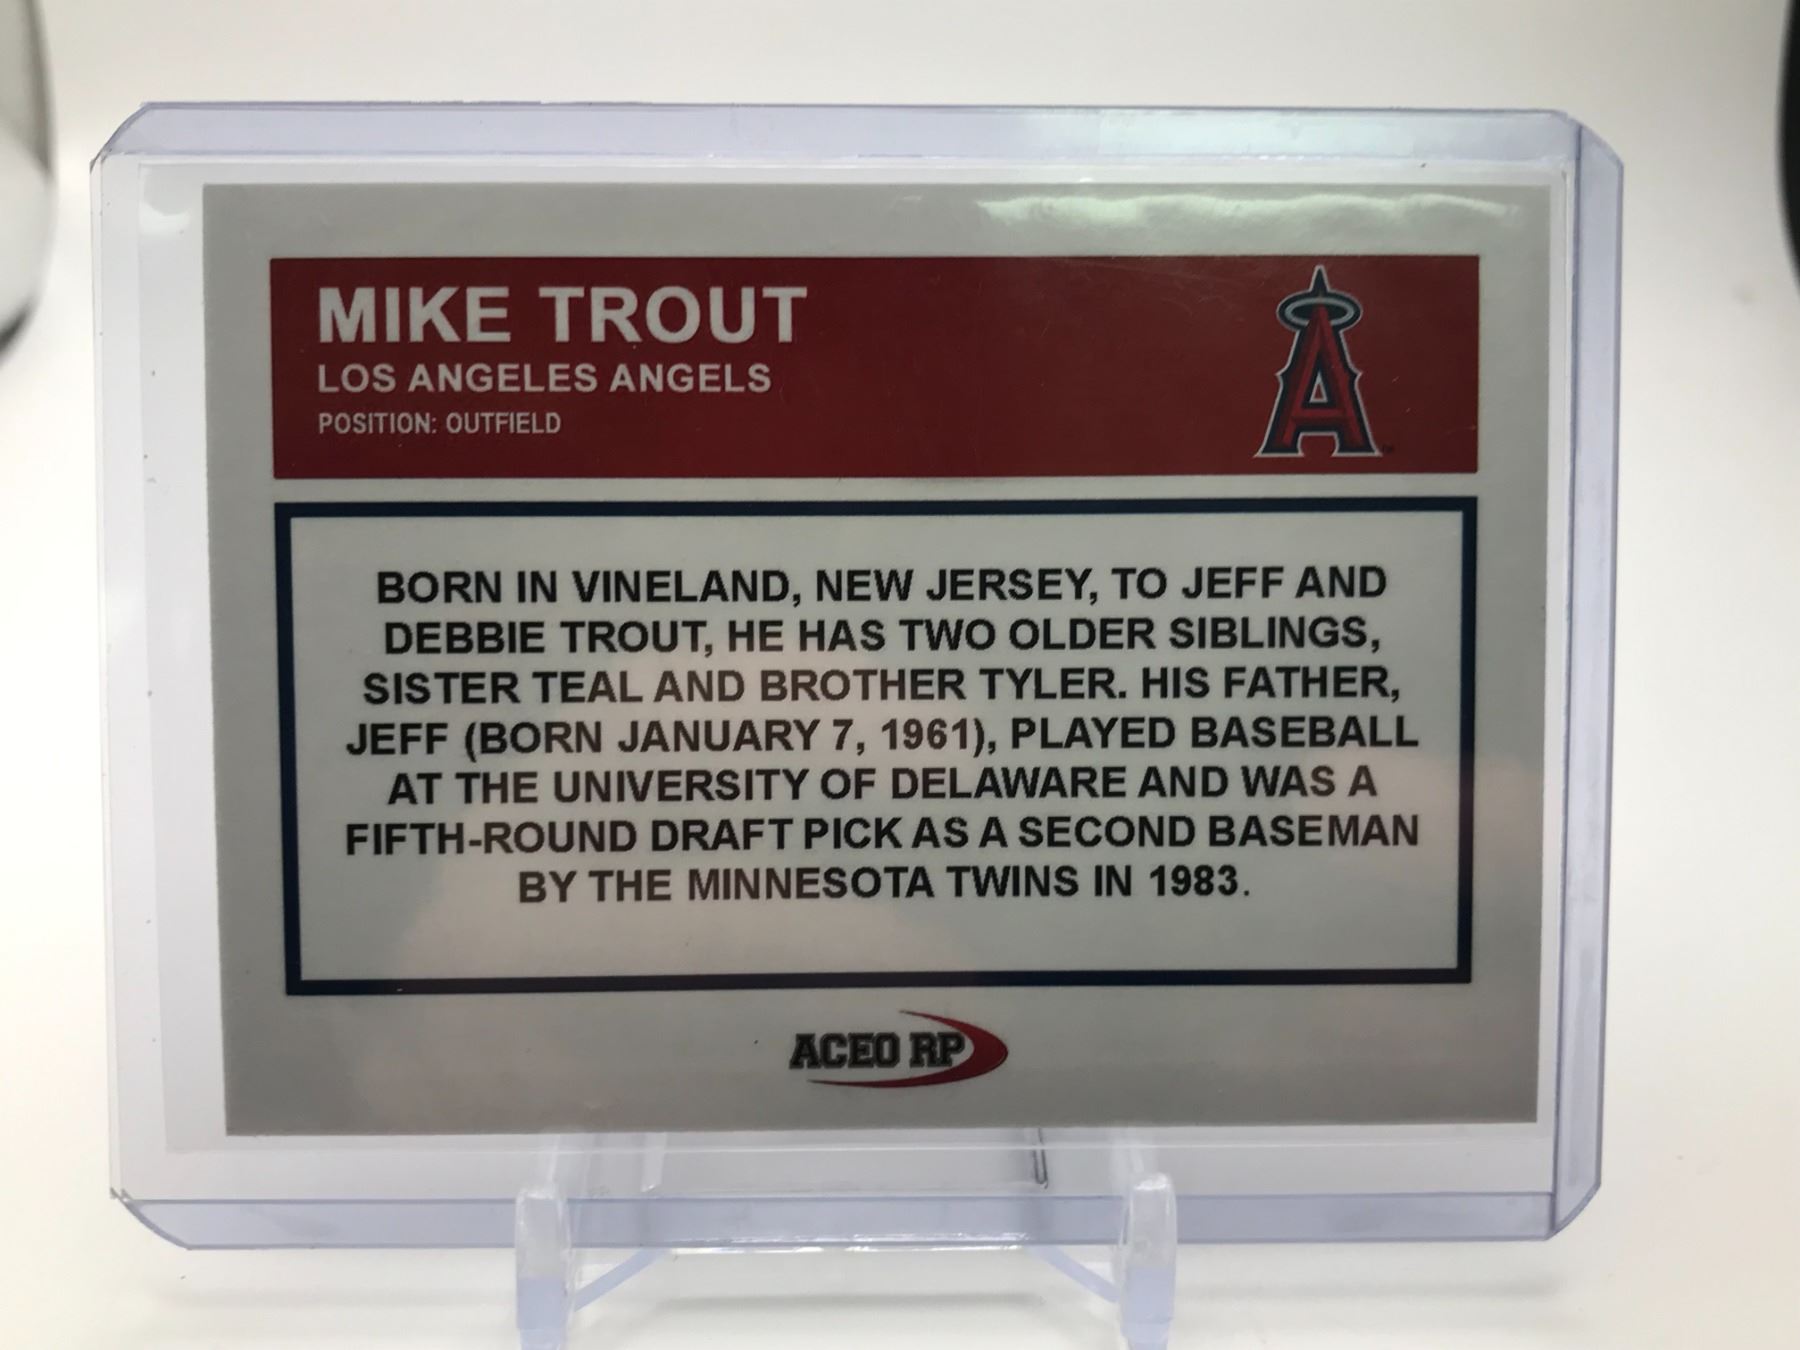 MIKE TROUT
LOS ANGELES ANGELS
POSITION: OUTFIELD
A
BORN IN VINELAND, NEW JERSEY, TO JEFF AND
DEBBIE TROUT, HE HAS TWO OLDER SIBLINGS,
SISTER TEAL AND BROTHER TYLER. HIS FATHER,
JEFF (BORN JANUARY 7, 1961), PLAYED BASEBALL
AT THE UNIVERSITY OF DELAWARE AND WAS A
FIFTH-ROUND DRAFT PICK AS A SECOND BASEMAN
BY THE MINNESOTA TWINS IN 1983.
ACEO RP